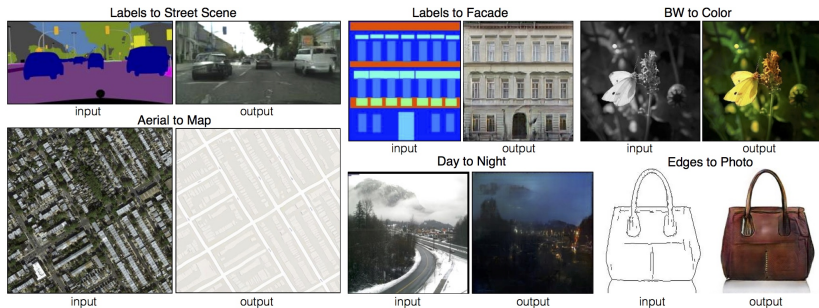 Labels to Street Scene
input
output
Aerial to Map
input
output
Labels to Facade
input
output
BW to Color
input
output
Day to Night
input
output
Edges to Photo
input
output